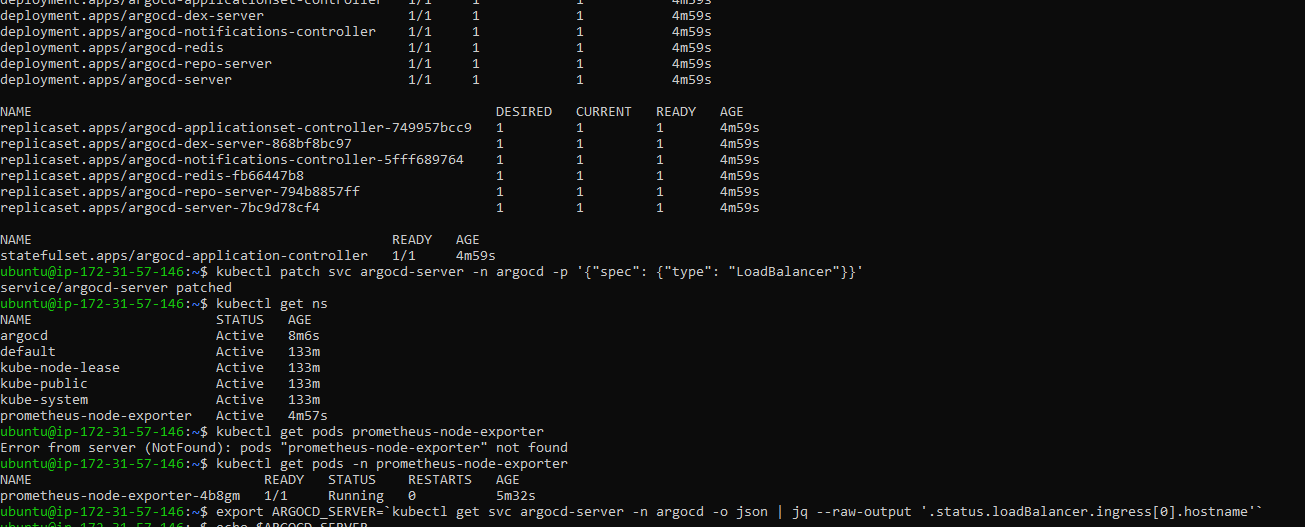 deployment.apps/argocd-applicationset-controller 1/1 1 1 4m59s
deployment.apps/argocd-dex-server 1/1 1 1 4m59s
deployment.apps/argocd-notifications-controller 1/1 1 1 4m59s
deployment.apps/argocd-redis 1/1 1 1 4m59s
deployment.apps/argocd-repo-server 1/1 1 1 4m59s
deployment.apps/argocd-server 1/1 1 1 4m59s
NAME DESIRED CURRENT READY AGE
replicaset.apps/argocd-applicationset-controller-749957bcc9 1 1 1 4m59s
replicaset.apps/argocd-dex-server-868bf8bc97 1 1 1 4m59s
replicaset.apps/argocd-notifications-controller-5fff689764 1 1 1 4m59s
replicaset.apps/argocd-redis-fb66447b8 1 1 1 4m59s
replicaset.apps/argocd-repo-server-794b8857ff 1 1 1 4m59s
replicaset.apps/argocd-server-7bc9d78cf4 1 1 1 4m59s
NAME READY AGE
statefulset.apps/argocd-application-controller 1/1 4m59s
ubuntu@ip-172-31-57-146:~$ kubectl patch svc argocd-server -n argocd -p '{"spec": {"type": "LoadBalancer"}}'
service/argocd-server patched
ubuntu@ip-172-31-57-146:~$ kubectl get ns
NAME STATUS AGE
argocd Active 8m6s
default Active 133m
kube-node-lease Active 133m
kube-public Active 133m
kube-system Active 133m
prometheus-node-exporter Active 4m57s
ubuntu@ip-172-31-57-146:~$ kubectl get pods prometheus-node-exporter
Error from server (NotFound): pods "prometheus-node-exporter" not found
ubuntu@ip-172-31-57-146:~$ kubectl get pods -n prometheus-node-exporter
NAME READY STATUS RESTARTS AGE
prometheus-node-exporter-4b8gm 1/1 Running 0 5m32s
ubuntu@ip-172-31-57-146:~$ export ARGOCD_SERVER=`kubectl get svc argocd-server -n argocd -o json | jq --raw-output '.status.loadBalancer.ingress[0].hostname'`
ubuntu@ip-172-31-57-146:~$ echo $ARGOCD_SERVER